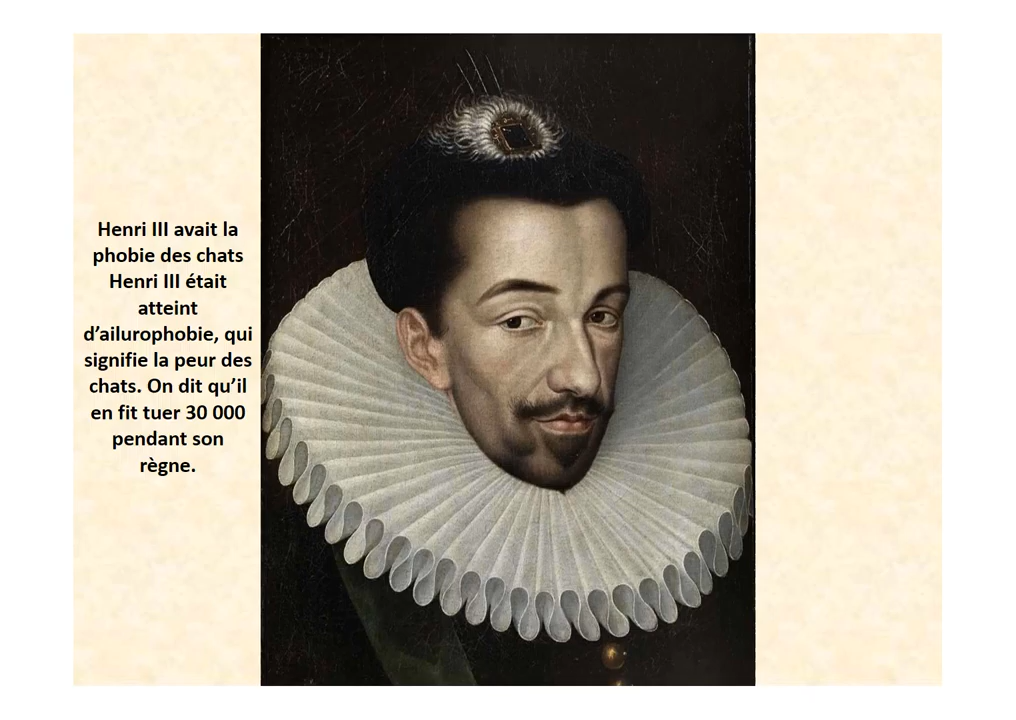 Henri III avait la
phobie des chats
Henri III était
atteint
d’ailurophobie, qui
signifie la peur des
chats. On dit qu’il
en fit tuer 30 000
pendant son
règne.